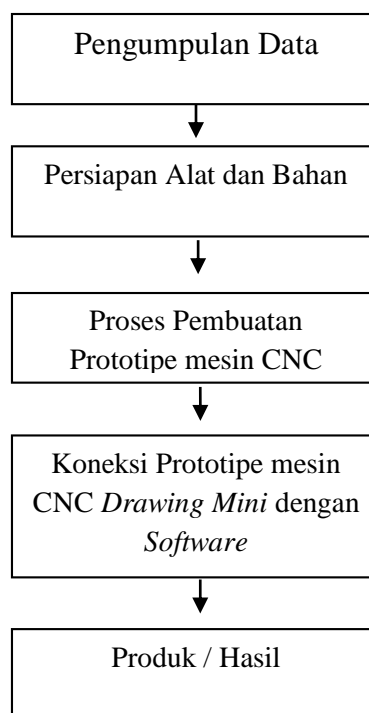 Pengumpulan Data
Persiapan Alat dan Bahan
Proses Pembuatan
Prototipe mesin CNC
Koneksi Prototipe mesin
CNC Drawing Mini dengan
Software
Produk / Hasil